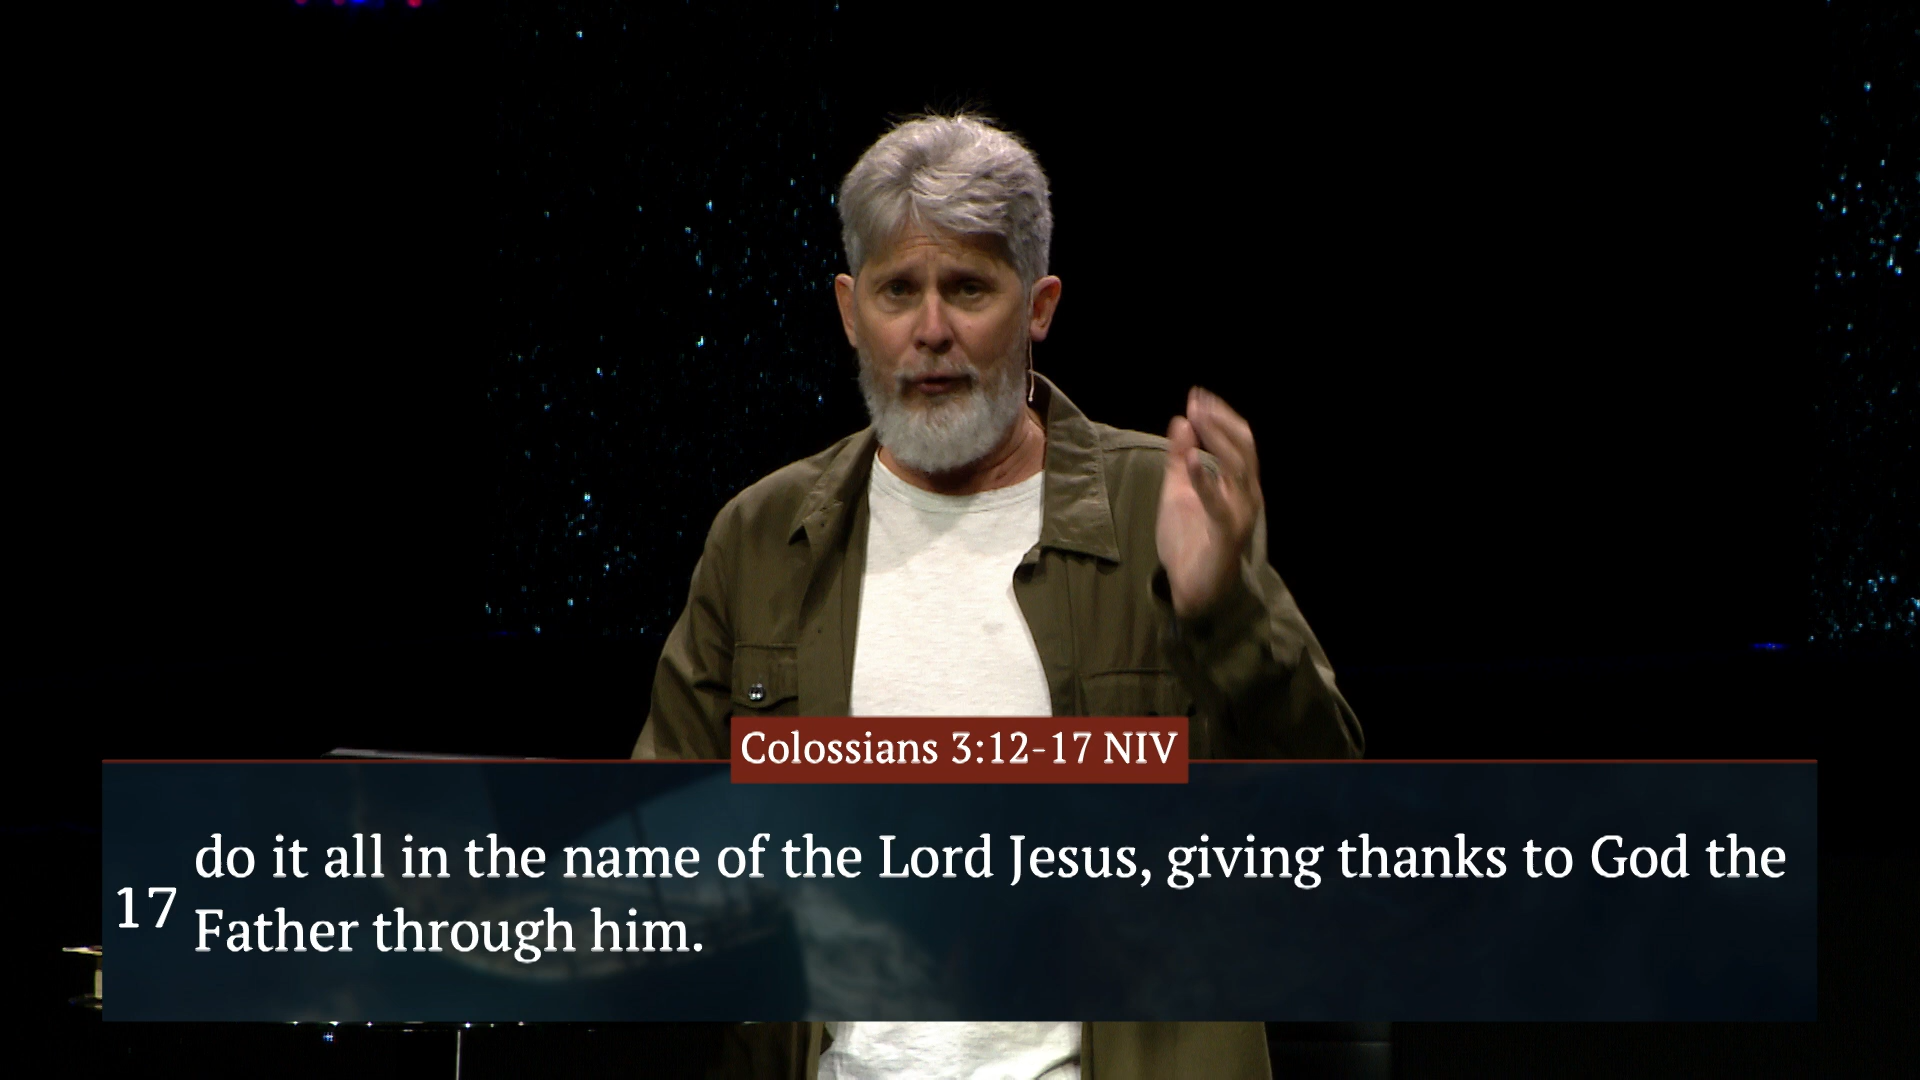 Colossians 3:12-17 NIV
do it all in the name of the Lord Jesus, giving thanks to God the
17
Father through him.